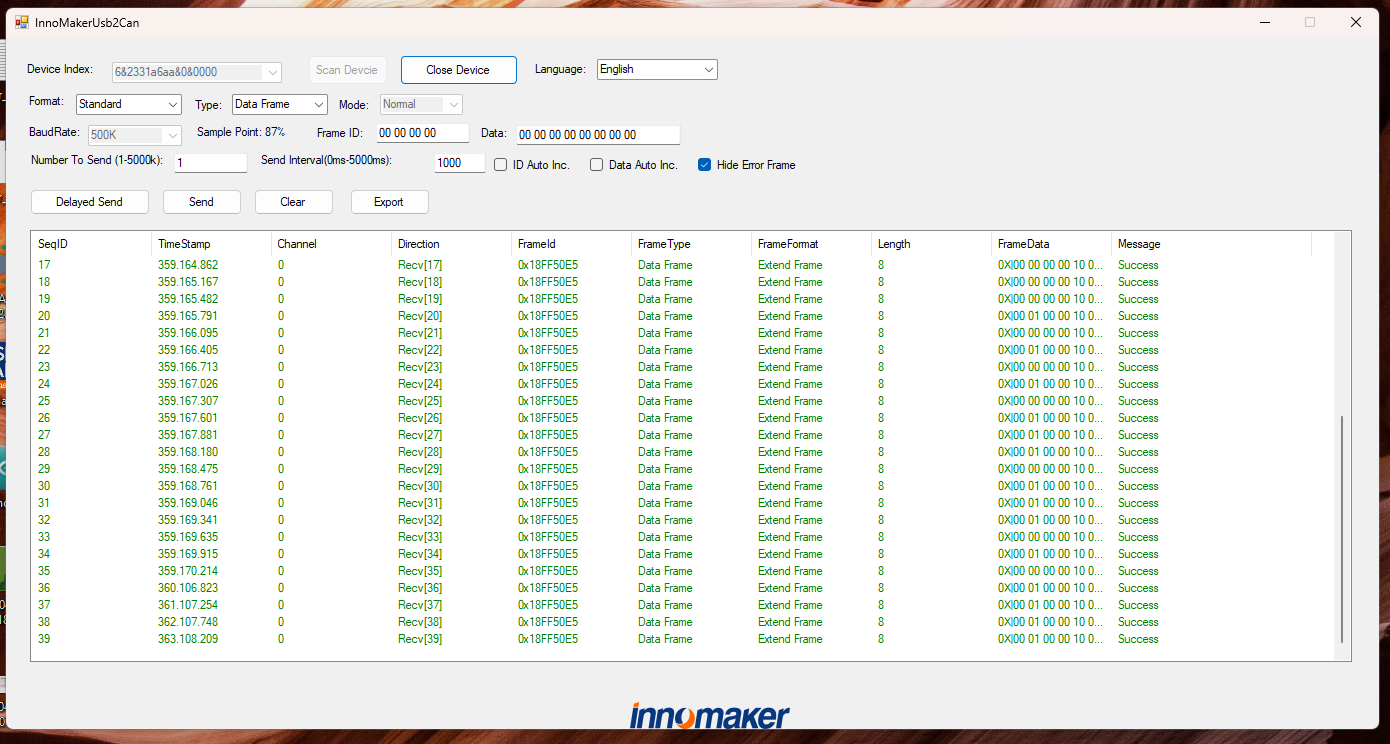 InnoMakerUsb2Can
Device Index: 6&2331a6aa&0&0000 Scan Devcie Close Device Language: English
Format: Standard Type: Data Frame Mode: Normal
BaudRate: 500K Sample Point: 87% Frame ID: 00 00 00 00 Data: 00 00 00 00 00 00 00 00
Number To Send (1-5000k): 1 Send Interval(0ms-5000ms): 1000 ID Auto Inc. Data Auto Inc. Hide Error Frame
Delayed Send Send Clear Export
SeqID TimeStamp Channel Direction FrameId FrameType FrameFormat Length FrameData Message
17 359.164.862 0 Recv[17] 0x18FF50E5 Data Frame Extend Frame 8 0X|00 00 00 00 10 0... Success
18 359.165.167 0 Recv[18] 0x18FF50E5 Data Frame Extend Frame 8 0X|00 00 00 00 10 0... Success
19 359.165.482 0 Recv[19] 0x18FF50E5 Data Frame Extend Frame 8 0X|00 00 00 00 10 0... Success
20 359.165.791 0 Recv[20] 0x18FF50E5 Data Frame Extend Frame 8 0X|00 01 00 00 10 0... Success
21 359.166.095 0 Recv[21] 0x18FF50E5 Data Frame Extend Frame 8 0X|00 00 00 00 10 0... Success
22 359.166.405 0 Recv[22] 0x18FF50E5 Data Frame Extend Frame 8 0X|00 01 00 00 10 0... Success
23 359.166.713 0 Recv[23] 0x18FF50E5 Data Frame Extend Frame 8 0X|00 00 00 00 10 0... Success
24 359.167.026 0 Recv[24] 0x18FF50E5 Data Frame Extend Frame 8 0X|00 01 00 00 10 0... Success
25 359.167.307 0 Recv[25] 0x18FF50E5 Data Frame Extend Frame 8 0X|00 00 00 00 10 0... Success
26 359.167.601 0 Recv[26] 0x18FF50E5 Data Frame Extend Frame 8 0X|00 01 00 00 10 0... Success
27 359.167.881 0 Recv[27] 0x18FF50E5 Data Frame Extend Frame 8 0X|00 00 00 00 10 0... Success
28 359.168.180 0 Recv[28] 0x18FF50E5 Data Frame Extend Frame 8 0X|00 01 00 00 10 0... Success
29 359.168.475 0 Recv[29] 0x18FF50E5 Data Frame Extend Frame 8 0X|00 00 00 00 10 0... Success
30 359.168.761 0 Recv[30] 0x18FF50E5 Data Frame Extend Frame 8 0X|00 01 00 00 10 0... Success
31 359.169.046 0 Recv[31] 0x18FF50E5 Data Frame Extend Frame 8 0X|00 01 00 00 10 0... Success
32 359.169.341 0 Recv[32] 0x18FF50E5 Data Frame Extend Frame 8 0X|00 01 00 00 10 0... Success
33 359.169.635 0 Recv[33] 0x18FF50E5 Data Frame Extend Frame 8 0X|00 00 00 00 10 0... Success
34 359.169.915 0 Recv[34] 0x18FF50E5 Data Frame Extend Frame 8 0X|00 01 00 00 10 0... Success
35 359.170.214 0 Recv[35] 0x18FF50E5 Data Frame Extend Frame 8 0X|00 00 00 00 10 0... Success
36 360.106.823 0 Recv[36] 0x18FF50E5 Data Frame Extend Frame 8 0X|00 01 00 00 10 0... Success
37 361.107.254 0 Recv[37] 0x18FF50E5 Data Frame Extend Frame 8 0X|00 01 00 00 10 0... Success
38 362.107.748 0 Recv[38] 0x18FF50E5 Data Frame Extend Frame 8 0X|00 01 00 00 10 0... Success
39 363.108.209 0 Recv[39] 0x18FF50E5 Data Frame Extend Frame 8 0X|00 01 00 00 10 0... Success
innomaker